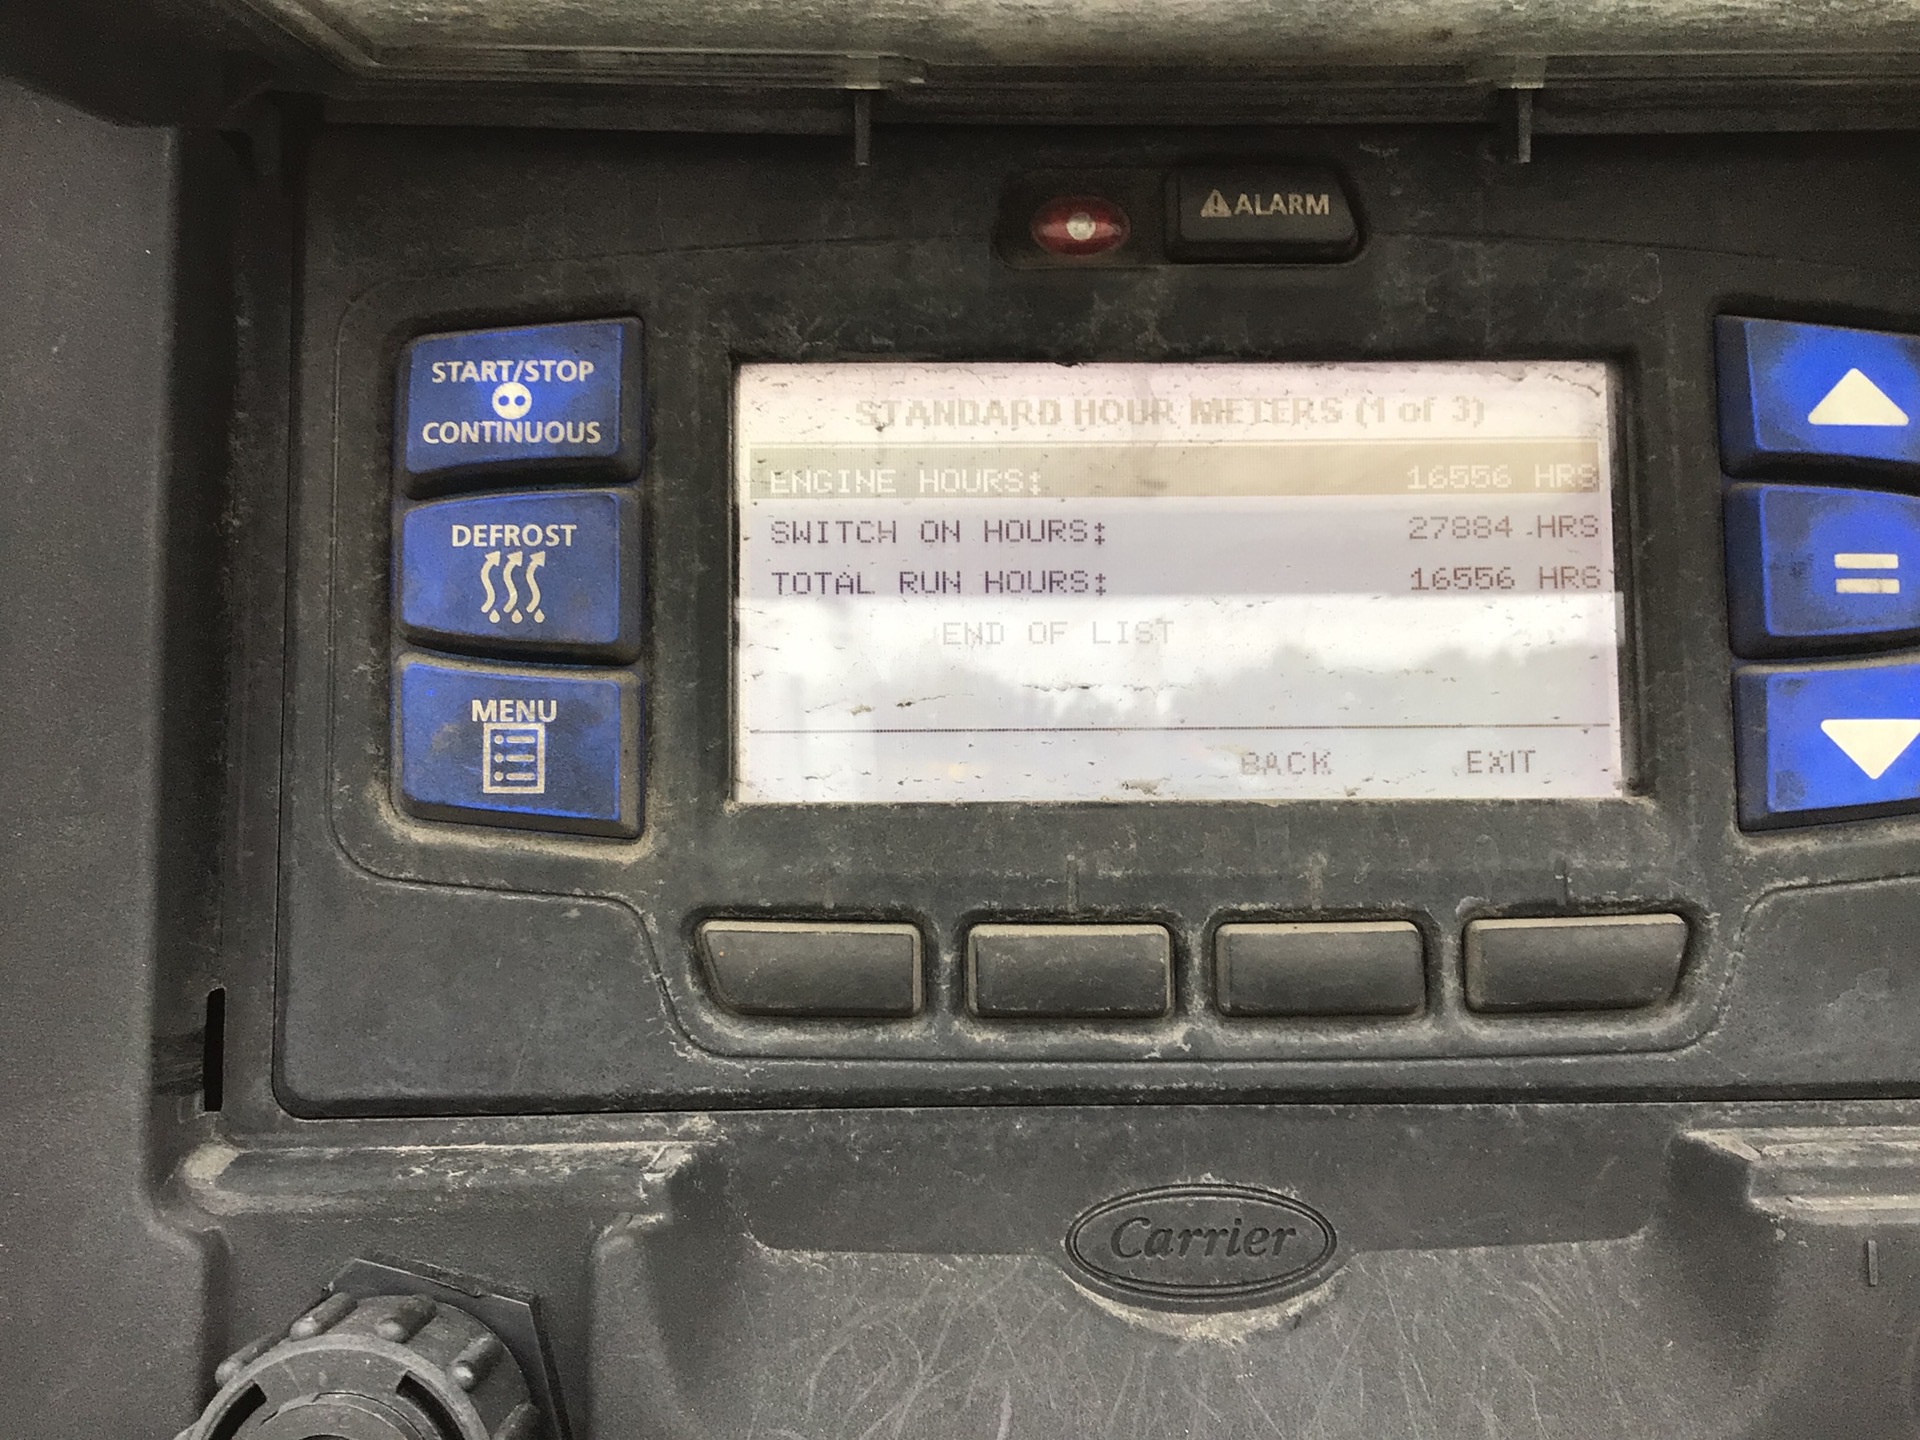 ⚠ALARM
START/STOP
CONTINUOUS
DEFROST
MENU
STANDARD HOUR METERS (1 of 3)
ENGINE HOURS: 16556 HRS
SWITCH ON HOURS: 27884 HRS
TOTAL RUN HOURS: 16556 HRS
END OF LIST
BACK EXIT
=
Carrier